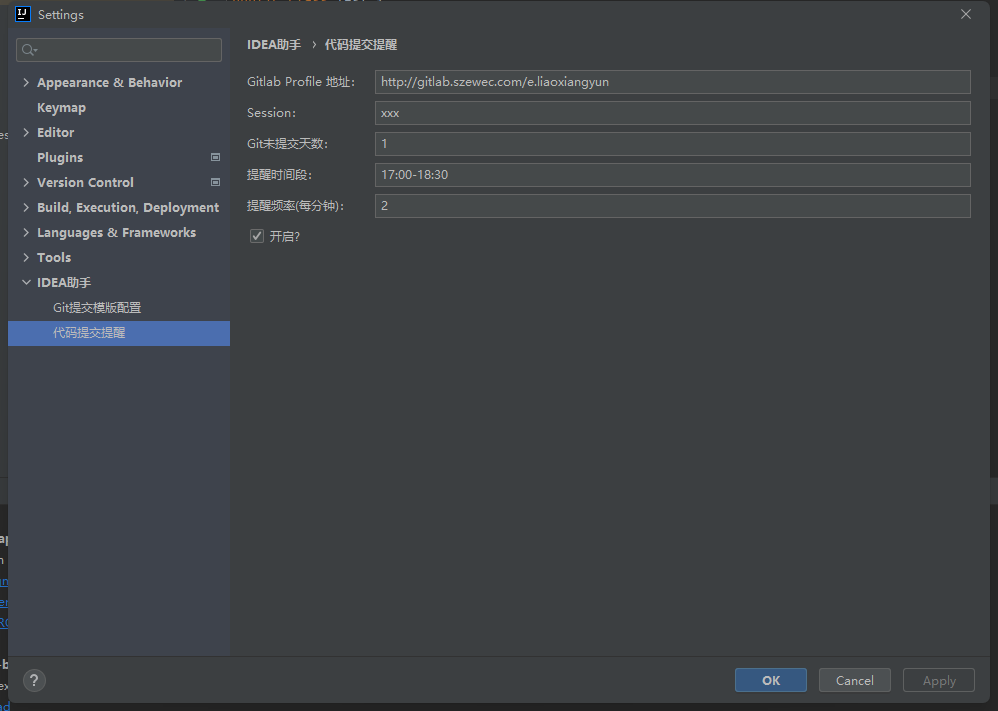 Settings
IDEA助手 › 代码提交提醒
Appearance & Behavior
Keymap
Editor
Plugins
Version Control
Build, Execution, Deployment
Languages & Frameworks
Tools
IDEA助手
Git提交模版配置
代码提交提醒
Gitlab Profile 地址: http://gitlab.szewec.com/e.liaoxiangyun
Session: xxx
Git未提交天数: 1
提醒时间段: 17:00-18:30
提醒频率(每分钟): 2
开启?
?
OK Cancel Apply